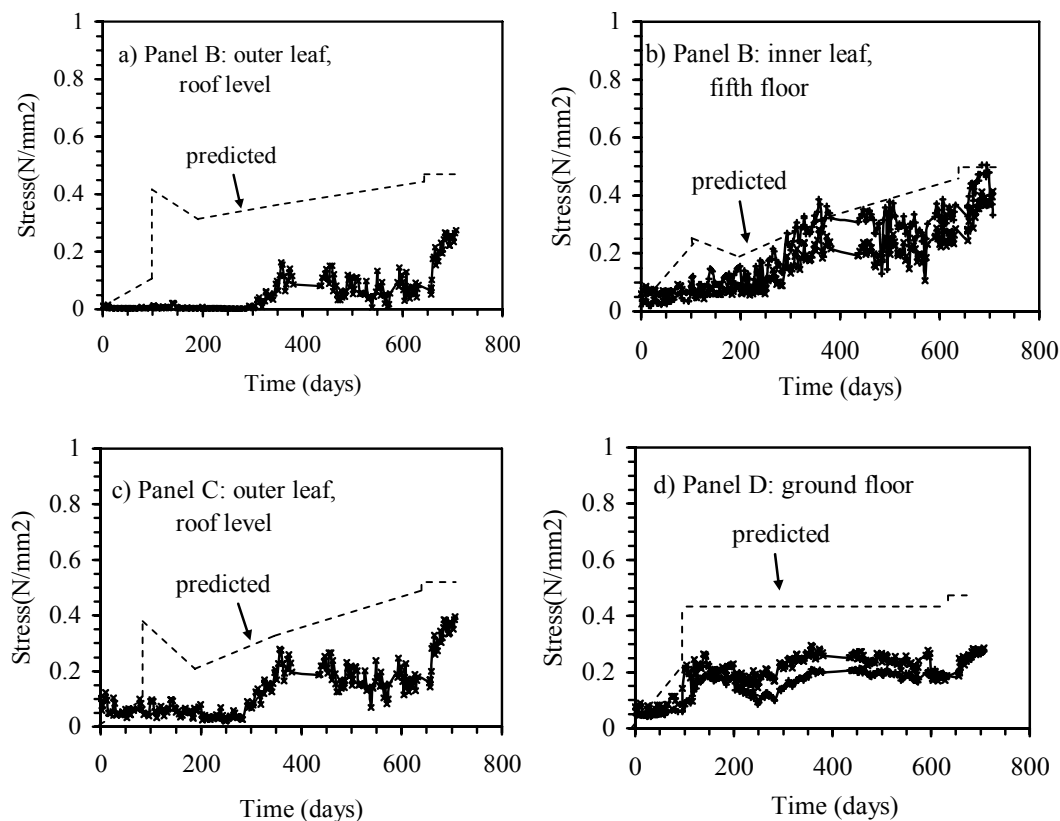 a) Panel B: outer leaf,
roof level
predicted
Stress(N/mm2)
1
0.8
0.6
0.4
0.2
0
0 200 400 600 800
Time (days)
b) Panel B: inner leaf,
fifth floor
predicted
Stress(N/mm2)
1
0.8
0.6
0.4
0.2
0
0 200 400 600 800
Time (days)
c) Panel C: outer leaf,
roof level
predicted
Stress(N/mm2)
1
0.8
0.6
0.4
0.2
0
0 200 400 600 800
Time (days)
d) Panel D: ground floor
predicted
Stress(N/mm2)
1
0.8
0.6
0.4
0.2
0
0 200 400 600 800
Time (days)